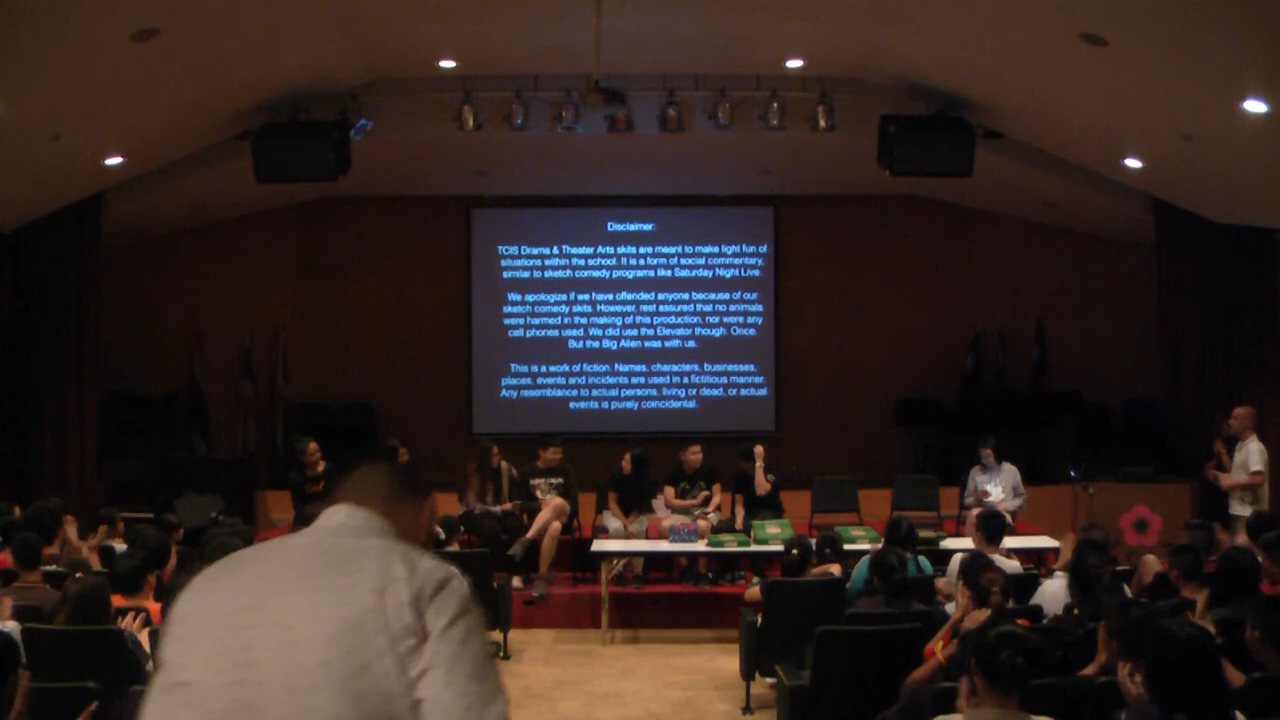 Disclaimer:
TCIS Drama & Theater Arts skits are meant to make light fun of
situations within the school. It is a form of social commentary,
similar to sketch comedy programs like Saturday Night Live.
We apologize if we have offended anyone because of our
sketch comedy skits. However, rest assured that no animals
were harmed in the making of this production, nor were any
cell phones used. We did use the Elevator though. Once.
But the Big Alien was with us.
This is a work of fiction. Names, characters, businesses,
places, events and incidents are used in a fictitious manner.
Any resemblance to actual persons, living or dead, or actual
events is purely coincidental.